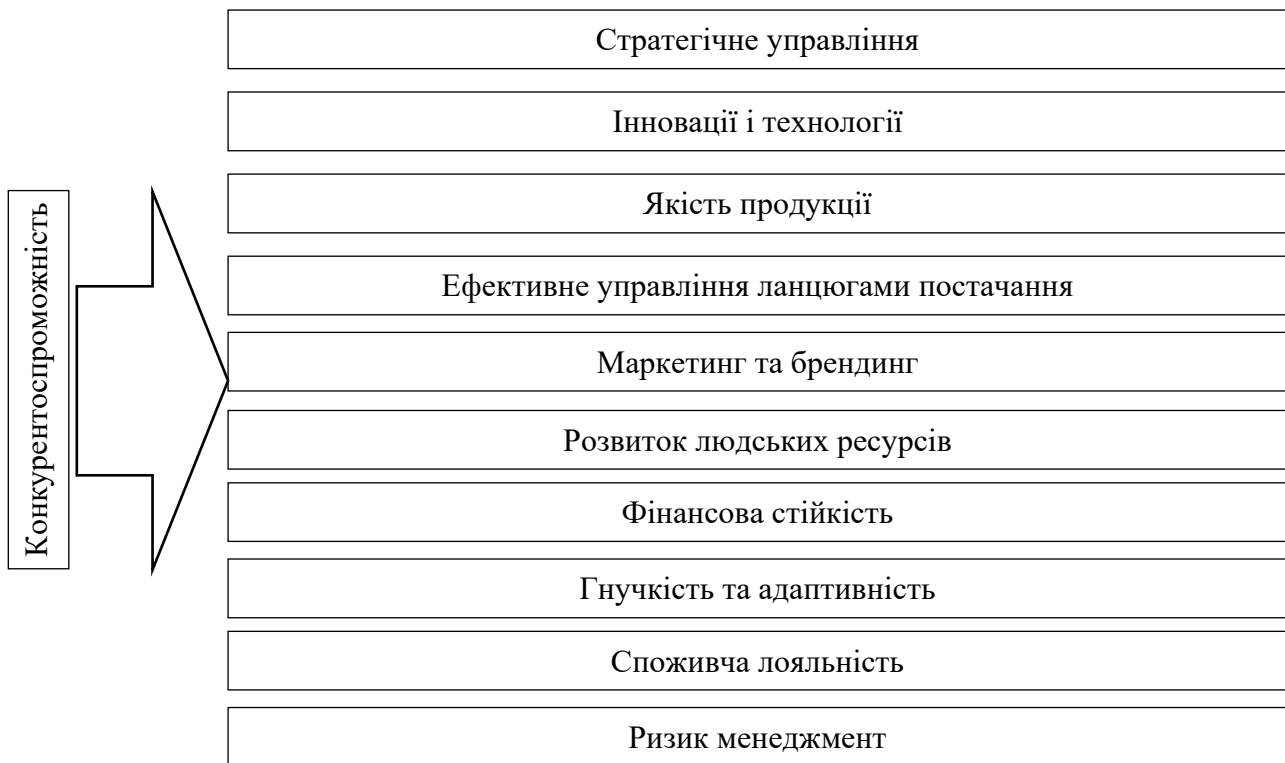 Стратегічне управління
Інновації і технології
Якість продукції
Ефективне управління ланцюгами постачання
Маркетинг та брендинг
Розвиток людських ресурсів
Фінансова стійкість
Гнучкість та адаптивність
Споживча лояльність
Ризик менеджмент
Конкурентоспроможність